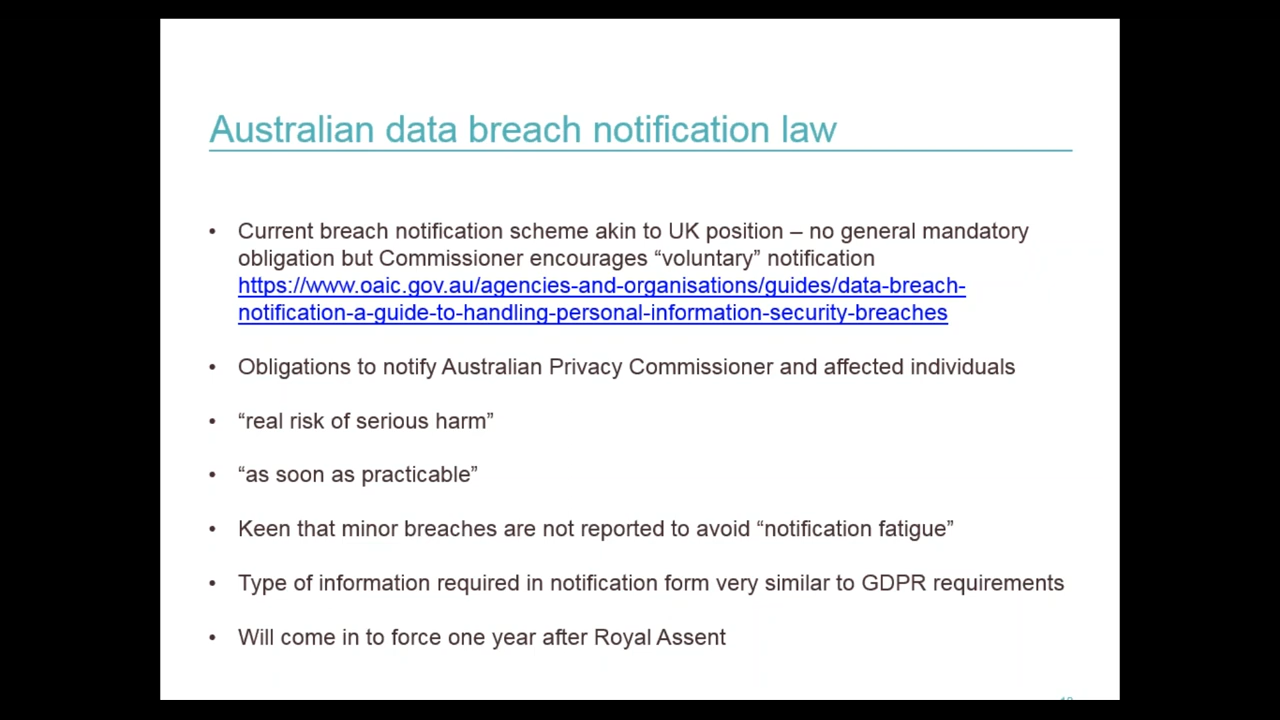 Australian data breach notification law
• Current breach notification scheme akin to UK position – no general mandatory
obligation but Commissioner encourages “voluntary” notification
https://www.oaic.gov.au/agencies-and-organisations/guides/data-breach-
notification-a-guide-to-handling-personal-information-security-breaches
• Obligations to notify Australian Privacy Commissioner and affected individuals
• “real risk of serious harm”
• “as soon as practicable”
• Keen that minor breaches are not reported to avoid “notification fatigue”
• Type of information required in notification form very similar to GDPR requirements
• Will come in to force one year after Royal Assent